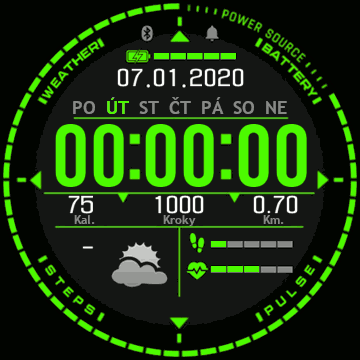 POWER SOURCE
WEATHER
BATTERY
07.01.2020
PO ÚT ST ČT PÁ SO NE
00:00:00
75 1000 0.70
Kal. Kroky Km.
-
STEPS
PULSE